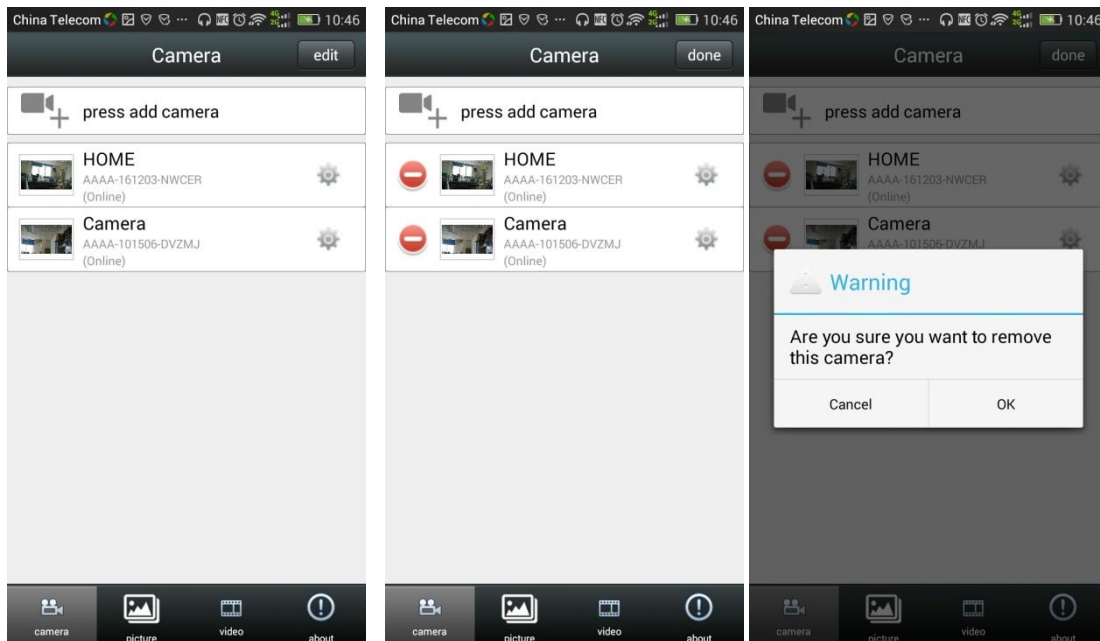 China Telecom 10:46
Camera
edit
press add camera
HOME
AAAA-161203-NWCER
(Online)
Camera
AAAA-101506-DVZMJ
(Online)
camera
picture
video
about
China Telecom 10:46
Camera
done
press add camera
HOME
AAAA-161203-NWCER
(Online)
Camera
AAAA-101506-DVZMJ
(Online)
camera
picture
video
about
China Telecom 10:46
Camera
done
press add camera
HOME
AAAA-161203-NWCER
(Online)
Camera
AAAA-101506-DVZMJ
Warning
Are you sure you want to remove
this camera?
Cancel
OK
camera
picture
video
about